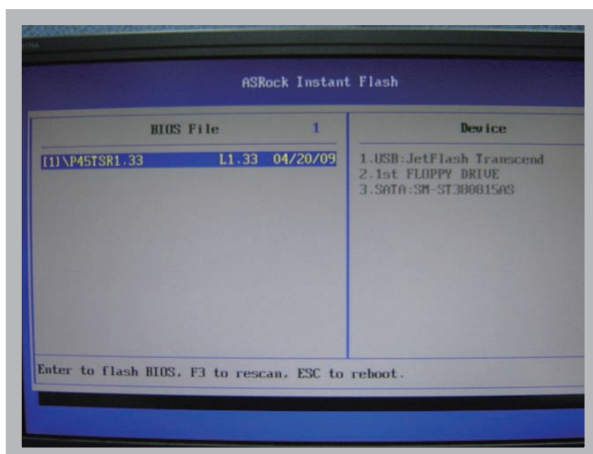 ASRock Instant Flash
BIOS File 1
Device
[1]\P45TSR1.33 L1.33 04/20/09
1.USB:JetFlash Transcend
2.1st FLOPPY DRIVE
3.SATA:SM-ST380815AS
Enter to flash BIOS. F3 to rescan. ESC to reboot.